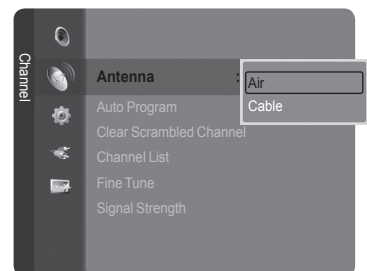 Channel
Antenna : Air
Cable
Auto Program
Clear Scrambled Channel
Channel List
Fine Tune
Signal Strength